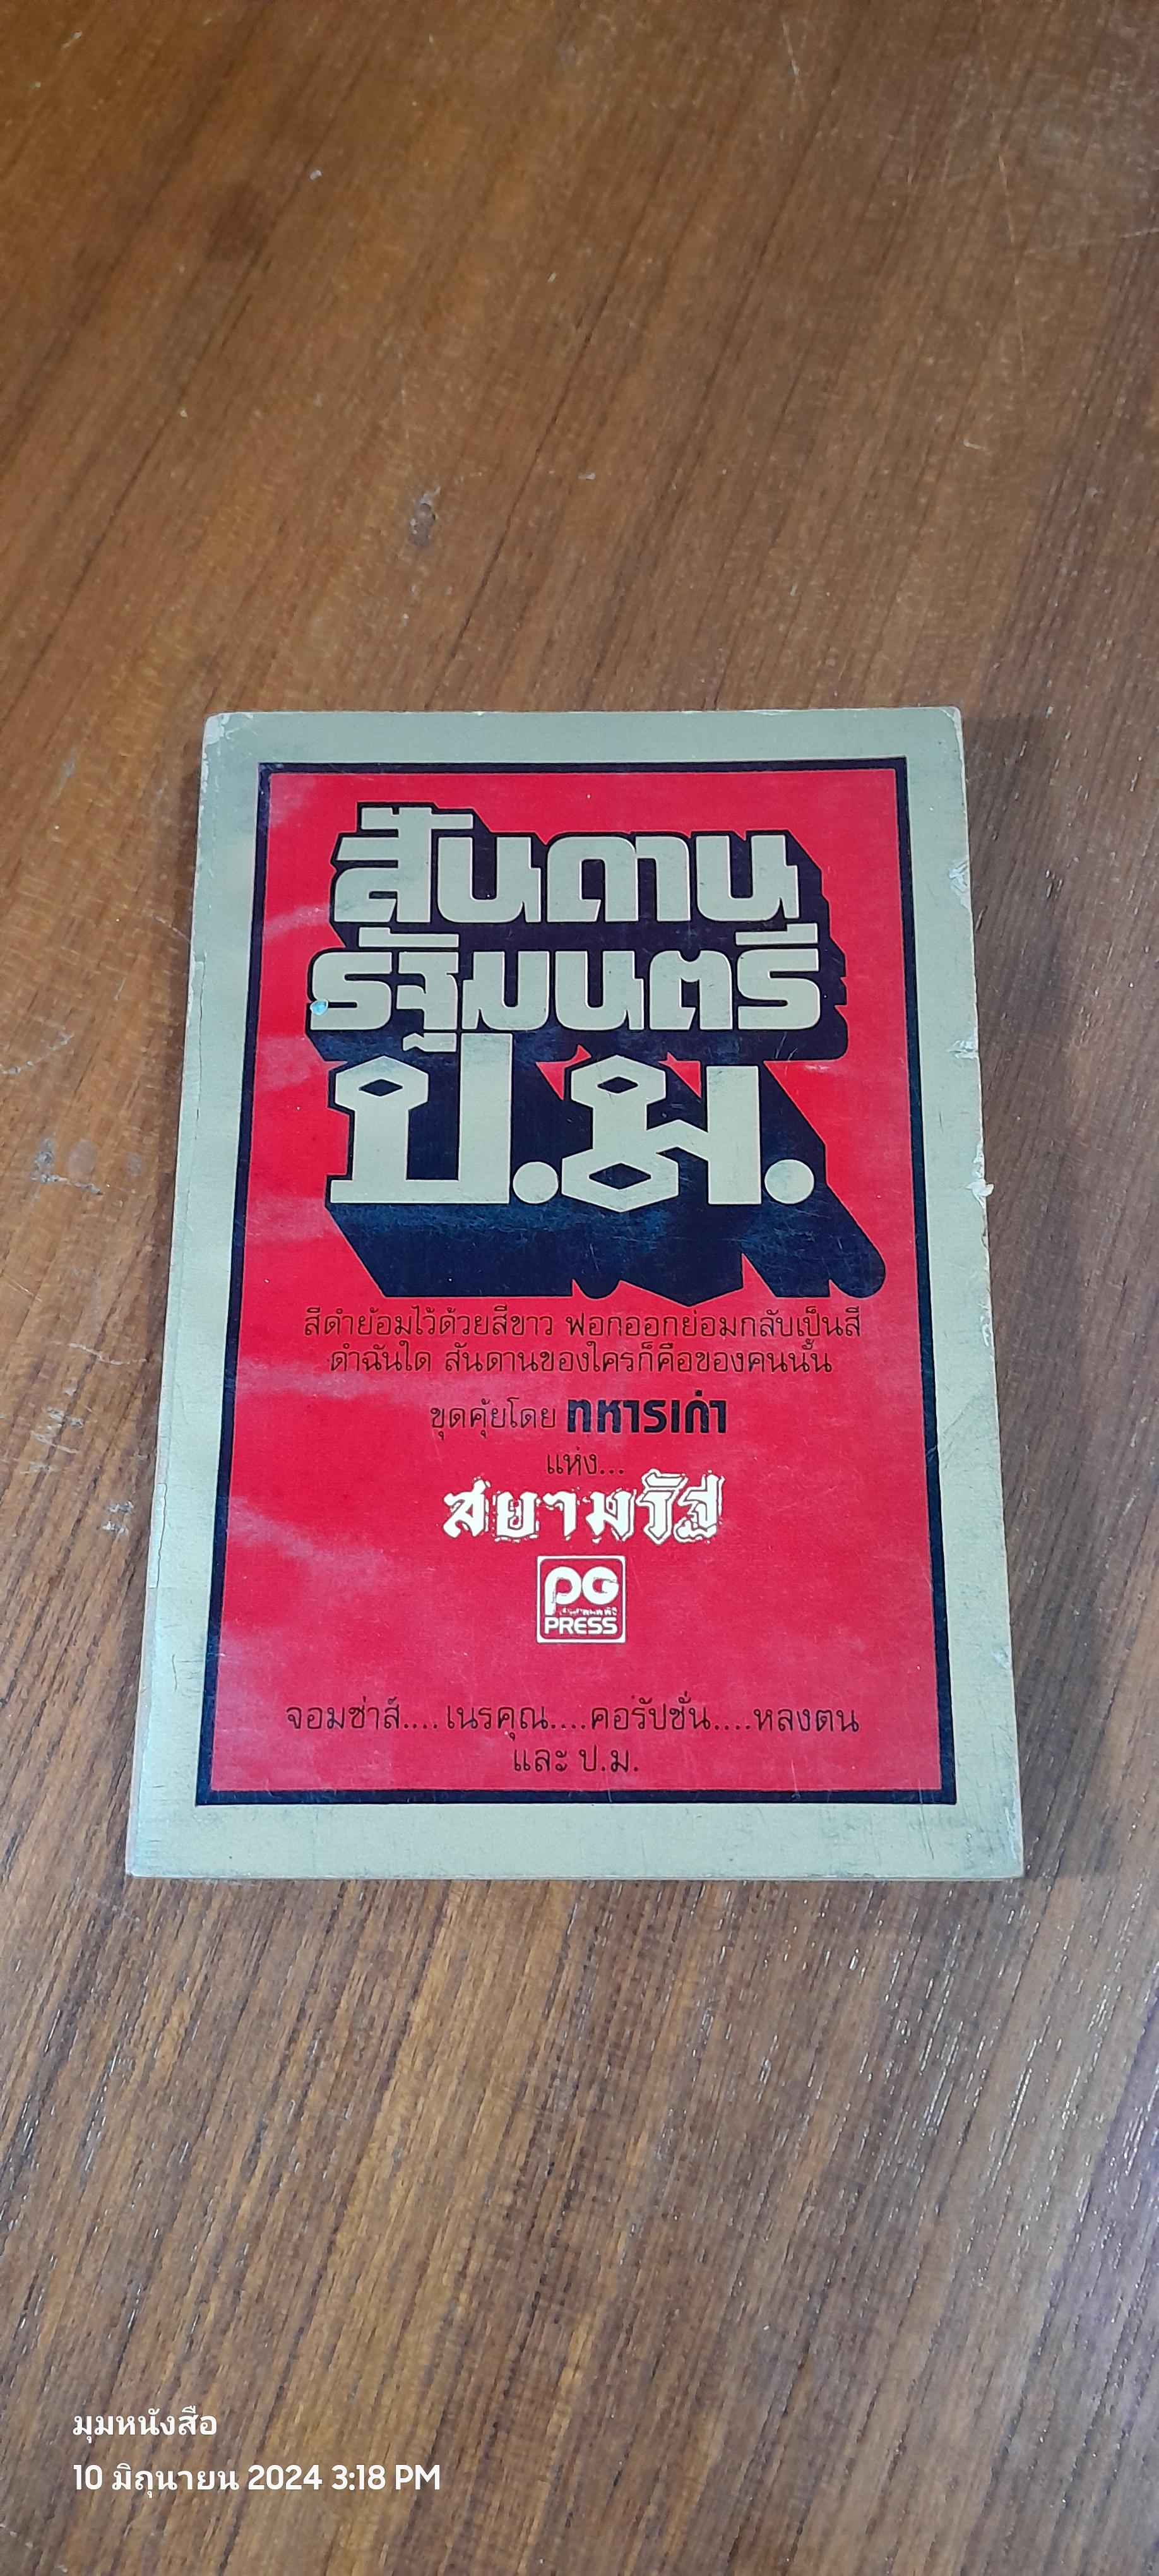 สันดาน
รัฐมนตรี
ป.ม.
สีดำย้อมไว้ด้วยสีขาว ฟอกออกย่อมกลับเป็นสี
ดำฉันใด สันดานของใครก็คือของคนนั้น
ขุดคุ้ยโดย ทหารเก่า
แห่ง...
สยามรัฐ
PG
PRESS
จอมซ่าส์.... เนรคุณ....คอรัปชั่น....หลงตน
และ ป.ม.
มุมหนังสือ
10 มิถุนายน 2024 3:18 PM